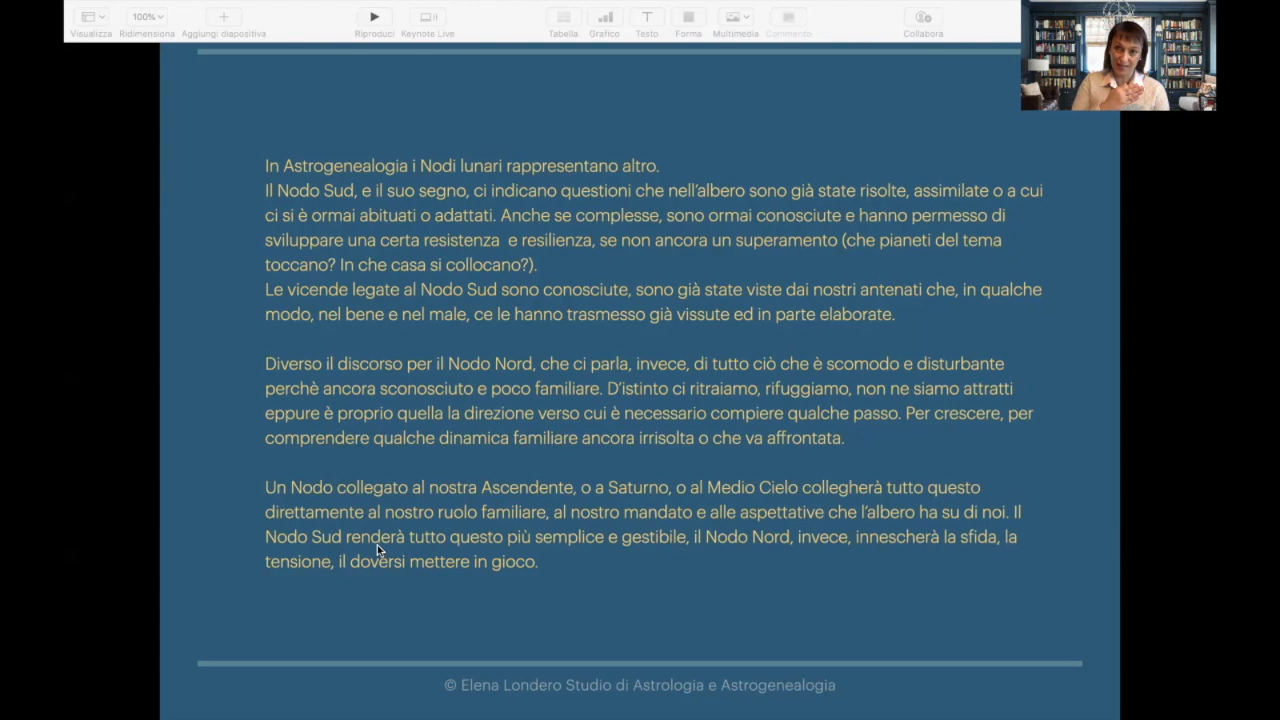 100%
Visualizza Ridimensiona Aggiungi diapositiva Riproduci Keynote Live Tabella Grafico Testo Forma Multimedia Commento Collabora
In Astrogenealogia i Nodi lunari rappresentano altro.
Il Nodo Sud, e il suo segno, ci indicano questioni che nell'albero sono già state risolte, assimilate o a cui
ci si è ormai abituati o adattati. Anche se complesse, sono ormai conosciute e hanno permesso di
sviluppare una certa resistenza e resilienza, se non ancora un superamento (che pianeti del tema
toccano? In che casa si collocano?).
Le vicende legate al Nodo Sud sono conosciute, sono già state viste dai nostri antenati che, in qualche
modo, nel bene e nel male, ce le hanno trasmesso già vissute ed in parte elaborate.
Diverso il discorso per il Nodo Nord, che ci parla, invece, di tutto ciò che è scomodo e disturbante
perchè ancora sconosciuto e poco familiare. D'istinto ci ritraiamo, rifuggiamo, non ne siamo attratti
eppure è proprio quella la direzione verso cui è necessario compiere qualche passo. Per crescere, per
comprendere qualche dinamica familiare ancora irrisolta o che va affrontata.
Un Nodo collegato al nostra Ascendente, o a Saturno, o al Medio Cielo collegherà tutto questo
direttamente al nostro ruolo familiare, al nostro mandato e alle aspettative che l'albero ha su di noi. Il
Nodo Sud renderà tutto questo più semplice e gestibile, il Nodo Nord, invece, innescherà la sfida, la
tensione, il doversi mettere in gioco.
© Elena Londero Studio di Astrologia e Astrogenealogia